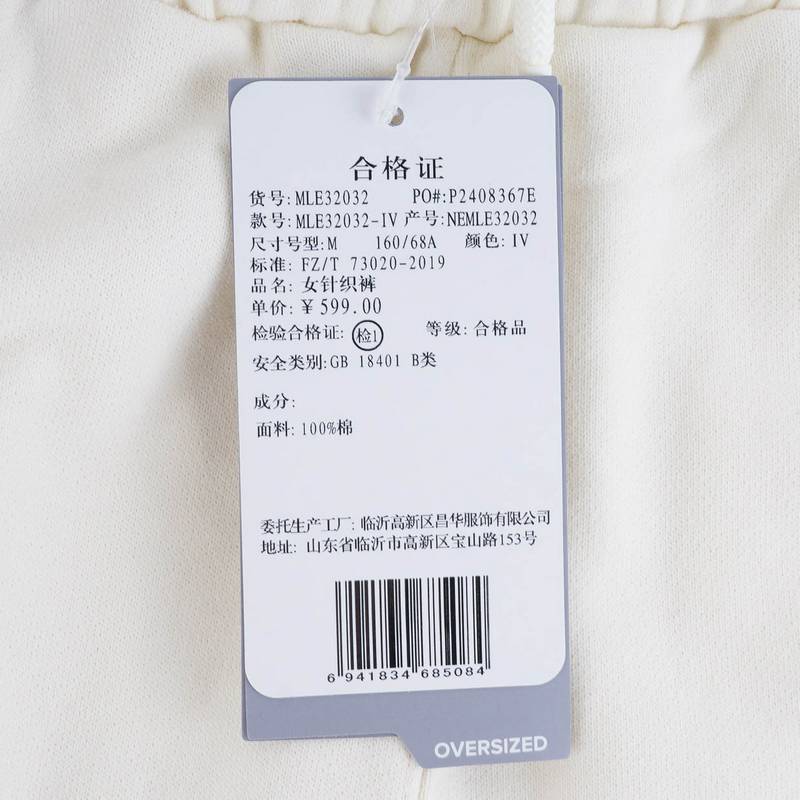 合格证
货号:MLE32032 PO#:P2408367E
款号:MLE32032-IV 产号:NEMLE32032
尺寸号型:M 160/68A 颜色:IV
标准: FZ/T 73020-2019
品名: 女针织裤
单价:￥599.00
检验合格证: 检1 等级: 合格品
安全类别:GB 18401 B类
成分:
面料: 100%棉
委托生产工厂: 临沂高新区昌华服饰有限公司
地址: 山东省临沂市高新区宝山路153号
6 941834 685084
OVERSIZED